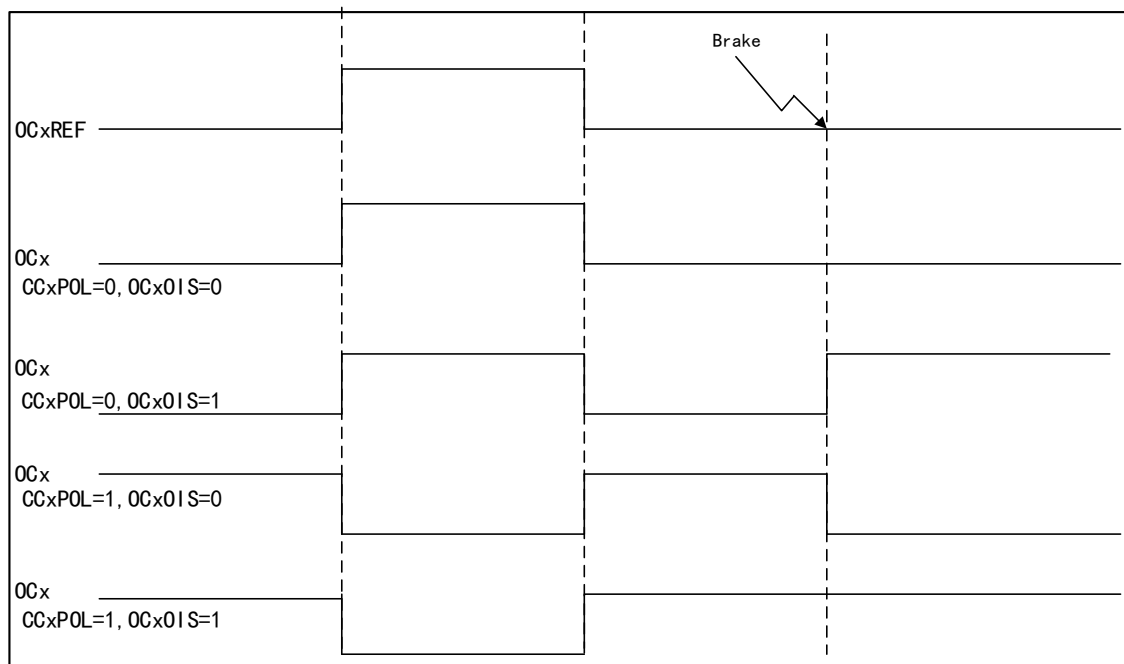 Brake
OCxREF
OCx
CCxPOL=0, OCxOIS=0
OCx
CCxPOL=0, OCxOIS=1
OCx
CCxPOL=1, OCxOIS=0
OCx
CCxPOL=1, OCxOIS=1